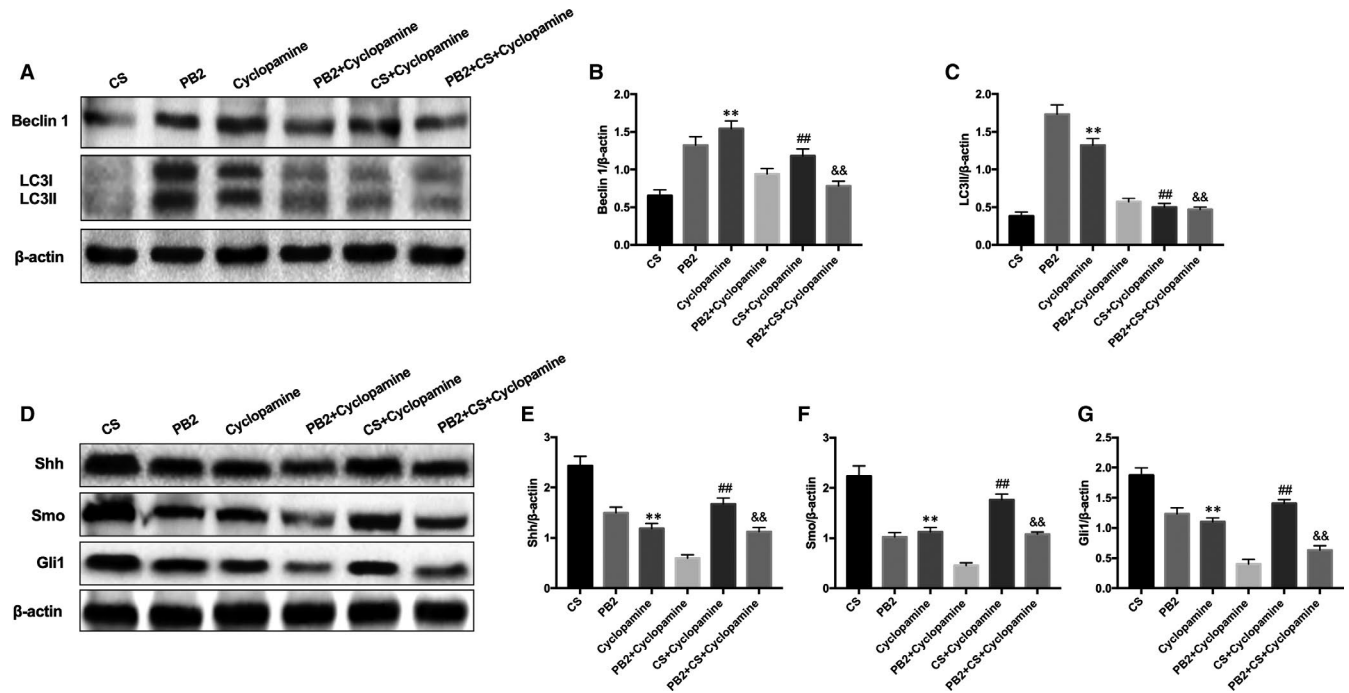 A
CS
PB2
Cyclopamine
PB2+Cyclopamine
CS+Cyclopamine
PB2+CS+Cyclopamine
Beclin 1
LC3I
LC3II
β-actin
B
Beclin 1/β-actin
2.0
1.5
1.0
0.5
0.0
**
##
&&
CS
PB2
Cyclopamine
PB2+Cyclopamine
CS+Cyclopamine
PB2+CS+Cyclopamine
C
LC3II/β-actin
2.0
1.5
1.0
0.5
0.0
**
##
&&
CS
PB2
Cyclopamine
PB2+Cyclopamine
CS+Cyclopamine
PB2+CS+Cyclopamine
D
CS
PB2
Cyclopamine
PB2+Cyclopamine
CS+Cyclopamine
PB2+CS+Cyclopamine
Shh
Smo
Gli1
β-actin
E
Shh/β-actiin
3
2
1
0
**
##
&&
CS
PB2
Cyclopamine
PB2+Cyclopamine
CS+Cyclopamine
PB2+CS+Cyclopamine
F
Smo/β-actiin
3
2
1
0
**
##
&&
CS
PB2
Cyclopamine
PB2+Cyclopamine
CS+Cyclopamine
PB2+CS+Cyclopamine
G
Gli1/β-actiin
2.5
2.0
1.5
1.0
0.5
0.0
**
##
&&
CS
PB2
Cyclopamine
PB2+Cyclopamine
CS+Cyclopamine
PB2+CS+Cyclopamine